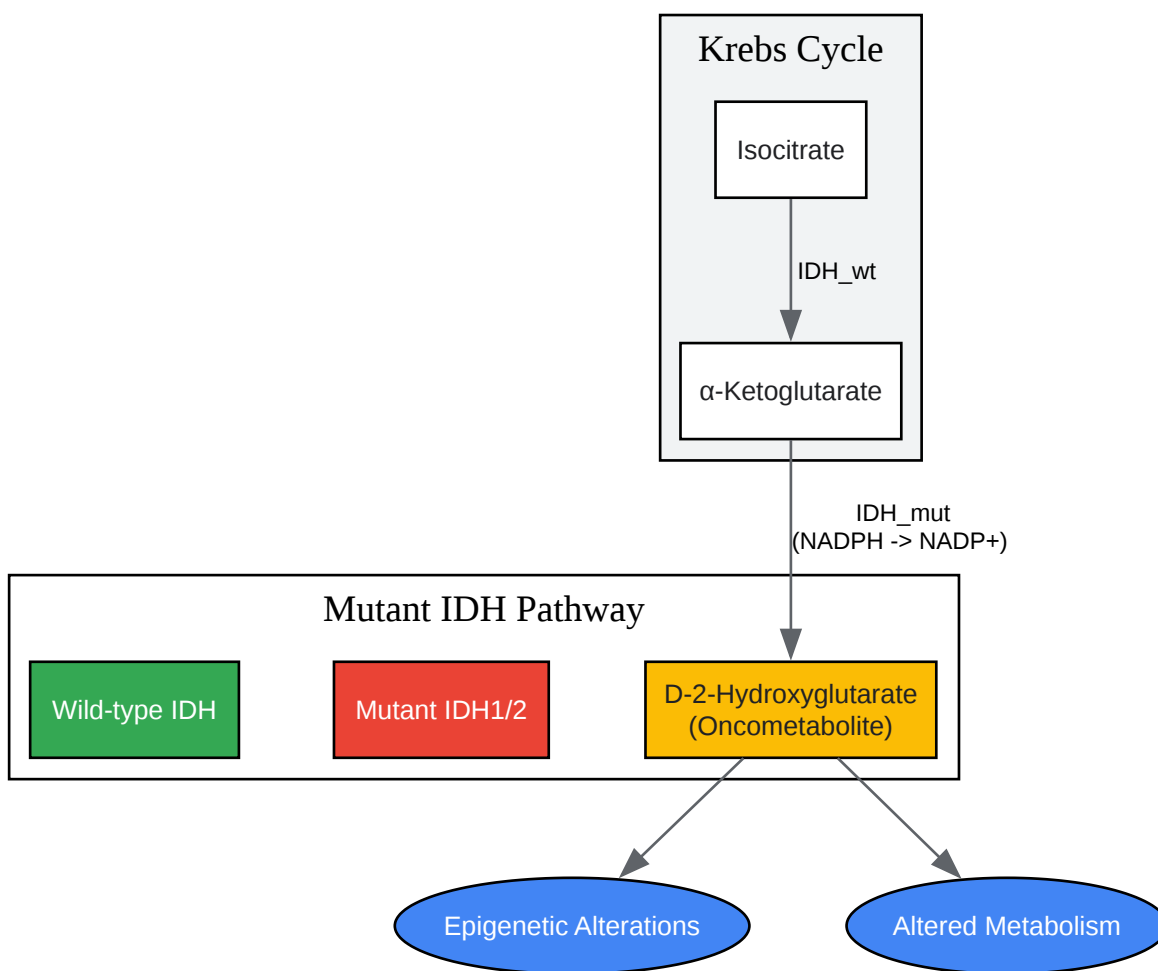 Krebs Cycle
Isocitrate
IDH_wt
α-Ketoglutarate
IDH_mut
(NADPH -> NADP+)
Mutant IDH Pathway
Wild-type IDH
Mutant IDH1/2
D-2-Hydroxyglutarate
(Oncometabolite)
Epigenetic Alterations
Altered Metabolism